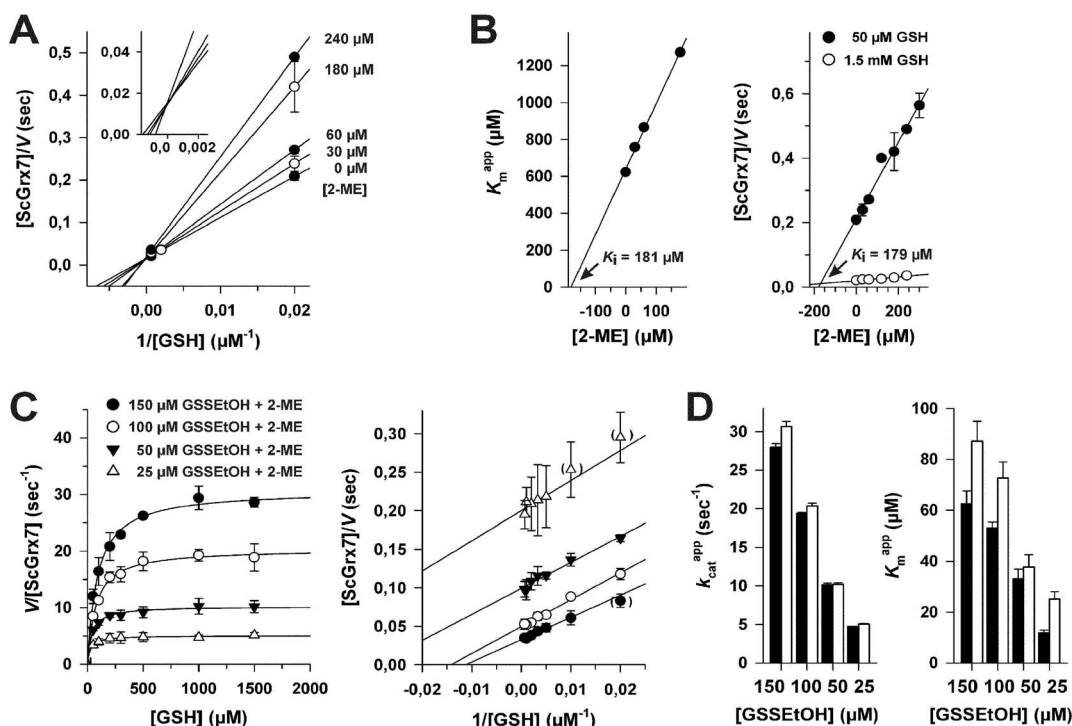 A
[ScGrx7]/V (sec)
0,5
0,4
0,3
0,2
0,1
0,0
0,04
0,02
0,00
0,0
0,002
240 µM
180 µM
60 µM
30 µM
0 µM
[2-ME]
0,00
0,01
0,02
1/[GSH] (µM⁻¹)
B
Kₘᵃᵖᵖ (µM)
1200
1000
800
600
400
200
0
Kᵢ = 181 µM
-100
0
100
[2-ME] (µM)
50 µM GSH
1.5 mM GSH
[ScGrx7]/V (sec)
0,6
0,4
0,2
0,0
Kᵢ = 179 µM
-200
0
200
[2-ME] (µM)
C
150 µM GSSEtOH + 2-ME
100 µM GSSEtOH + 2-ME
50 µM GSSEtOH + 2-ME
25 µM GSSEtOH + 2-ME
V/[ScGrx7] (sec⁻¹)
40
30
20
10
0
0
500
1000
1500
2000
[GSH] (µM)
[ScGrx7]/V (sec)
0,30
0,25
0,20
0,15
0,10
0,05
0,00
( )
( )
( )
-0,02
-0,01
0,00
0,01
0,02
1/[GSH] (µM⁻¹)
D
k_catᵃᵖᵖ (sec⁻¹)
30
25
20
15
10
5
0
150
100
50
25
[GSSEtOH] (µM)
Kₘᵃᵖᵖ (µM)
100
80
60
40
20
0
150
100
50
25
[GSSEtOH] (µM)